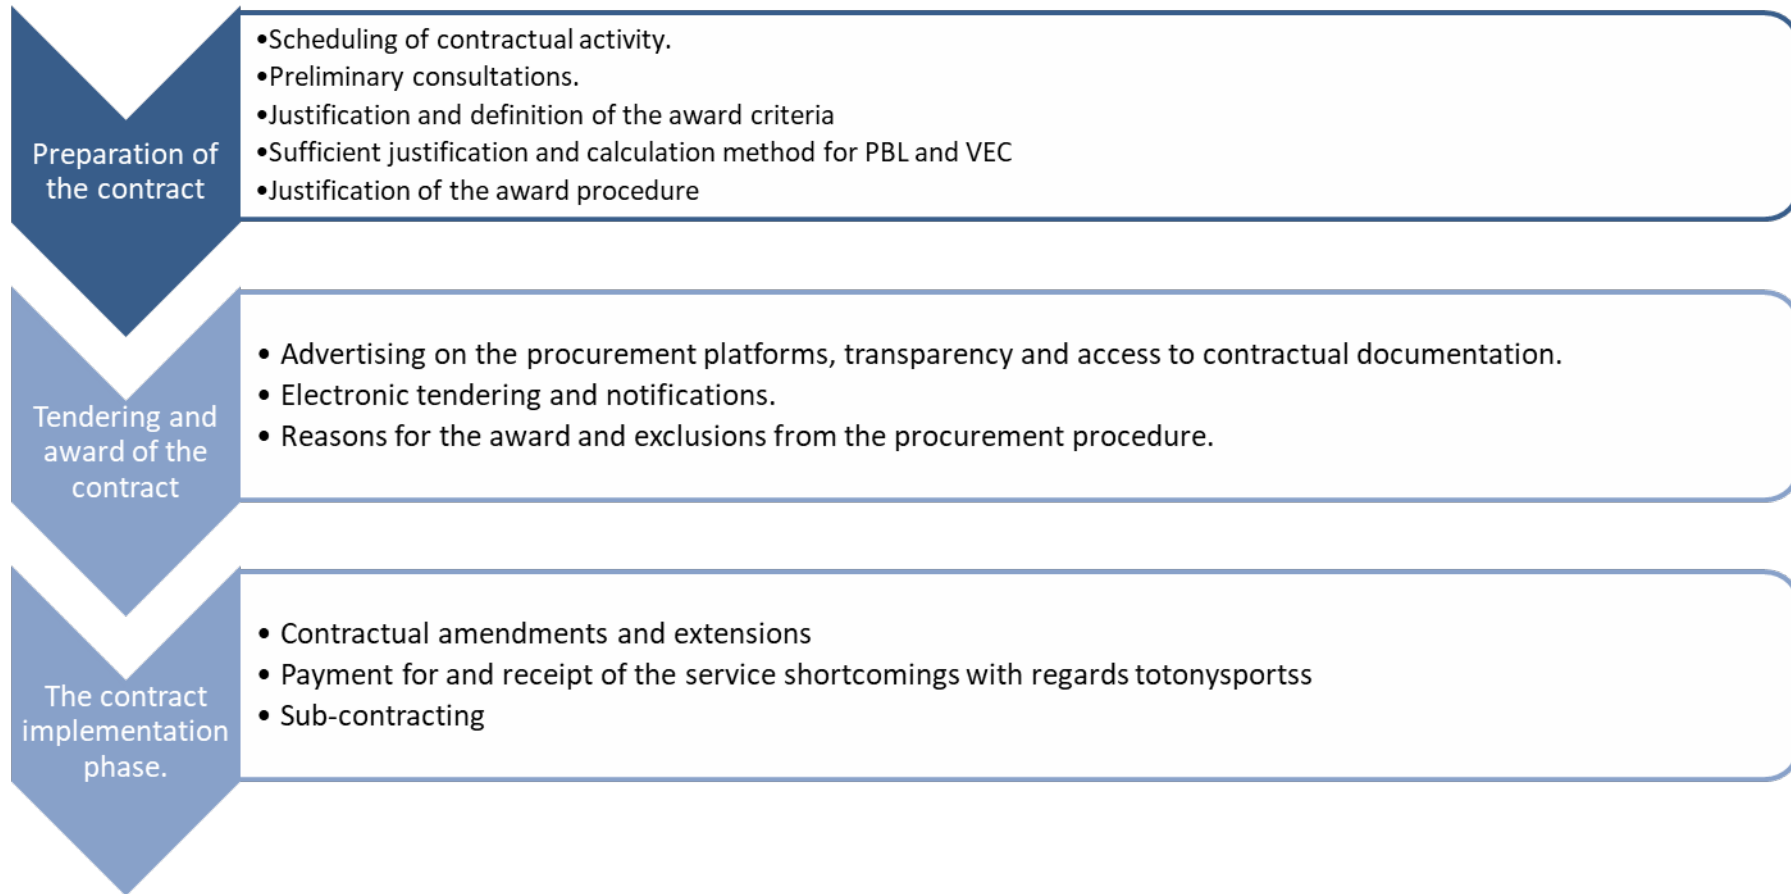 Preparation of
the contract
•Scheduling of contractual activity.
•Preliminary consultations.
•Justification and definition of the award criteria
•Sufficient justification and calculation method for PBL and VEC
•Justification of the award procedure
Tendering and
award of the
contract
• Advertising on the procurement platforms, transparency and access to contractual documentation.
• Electronic tendering and notifications.
• Reasons for the award and exclusions from the procurement procedure.
The contract
implementation
phase.
• Contractual amendments and extensions
• Payment for and receipt of the service shortcomings with regards totonysportss
• Sub-contracting